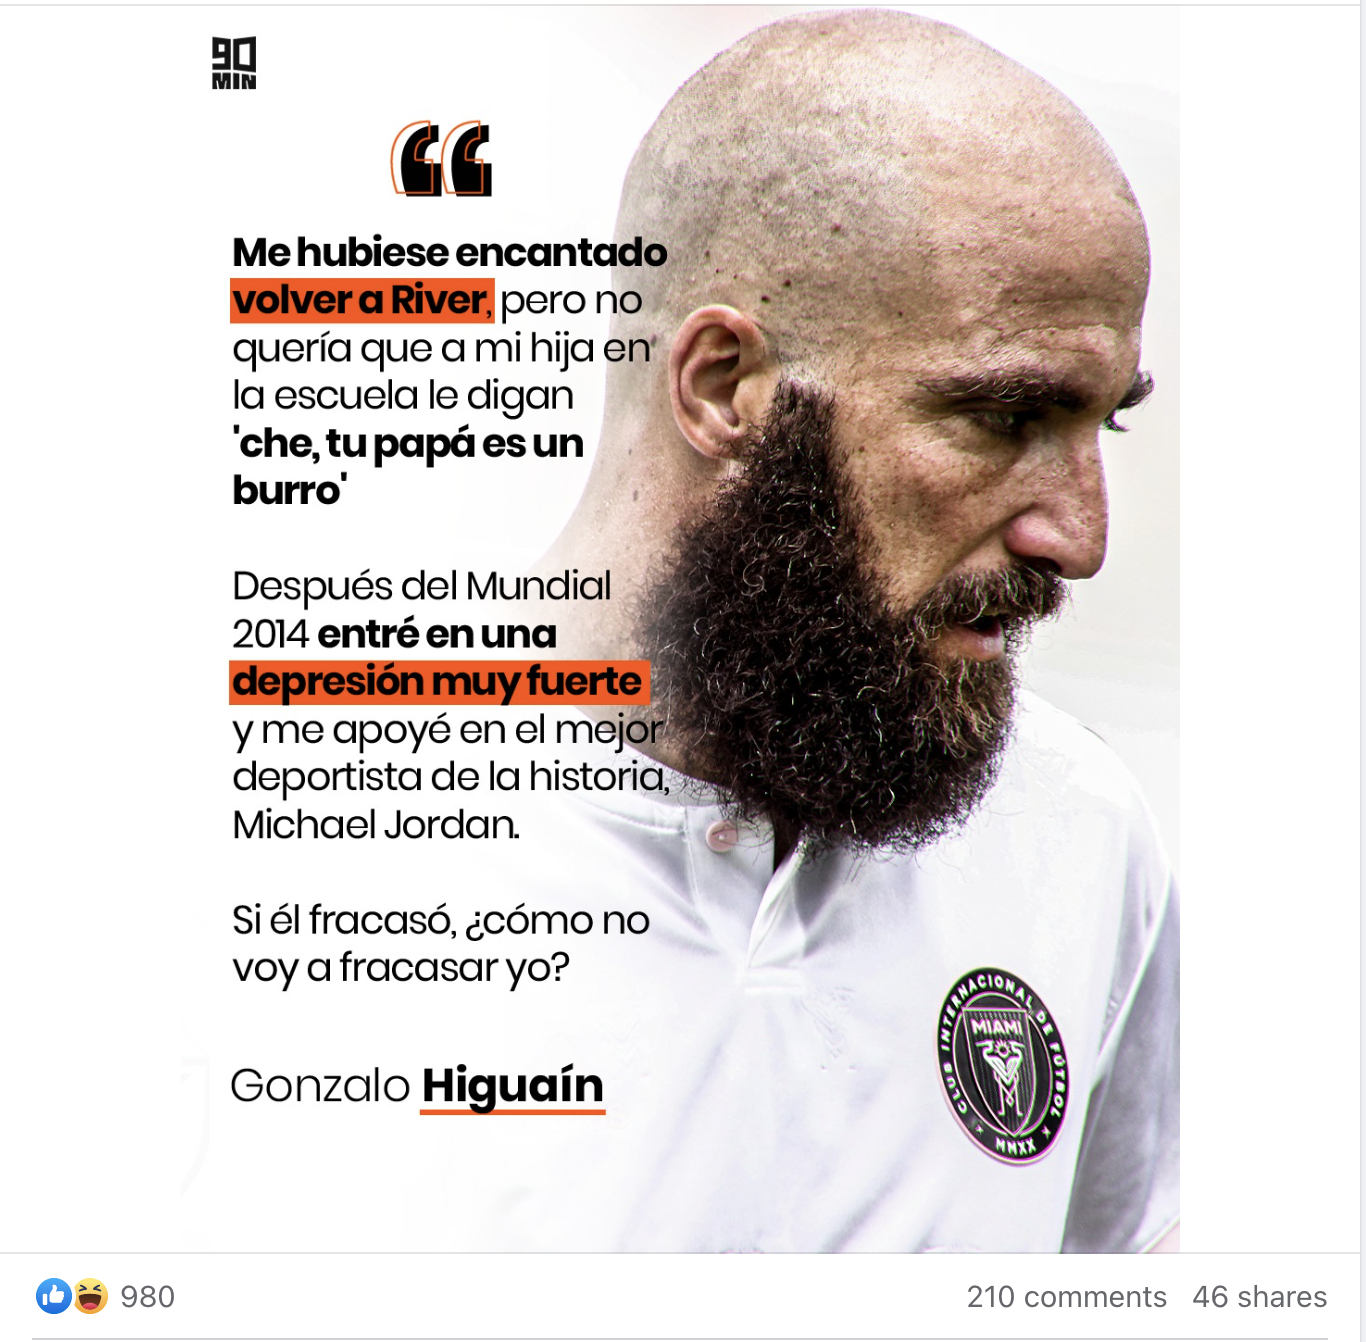 90
MIN
Me hubiese encantado
volver a River, pero no
quería que a mi hija en
la escuela le digan
'che, tu papá es un
burro'
Después del Mundial
2014 entré en una
depresión muy fuerte
y me apoyé en el mejor
deportista de la historia,
Michael Jordan.
Si él fracasó, ¿cómo no
voy a fracasar yo?
Gonzalo Higuaín
CLUB INTERNACIONAL DE FÚTBOL
MIAMI
MMXX
980
210 comments 46 shares